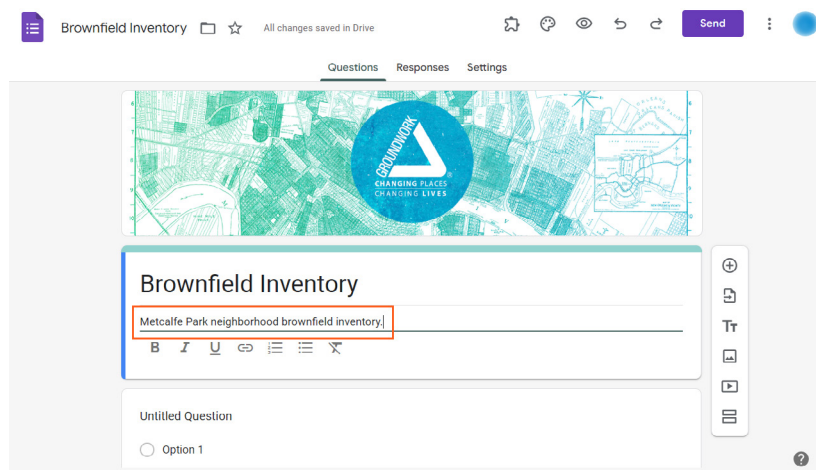 Brownfield Inventory
All changes saved in Drive
Send
Questions Responses Settings
GROUNDWORK
CHANGING PLACES
CHANGING LIVES
Brownfield Inventory
Metcalfe Park neighborhood brownfield inventory.
B I U
Untitled Question
Option 1